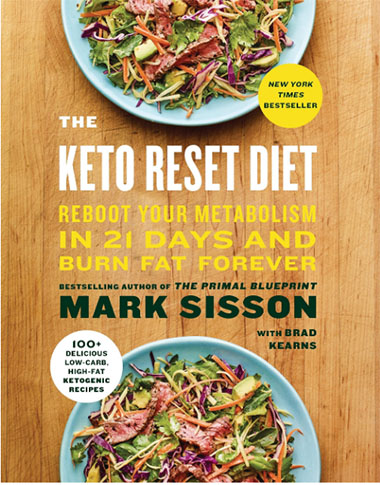 NEW YORK
TIMES
BESTSELLER
THE
KETO RESET DIET
REBOOT YOUR METABOLISM
IN 21 DAYS AND
BURN FAT FOREVER
BESTSELLING AUTHOR OF THE PRIMAL BLUEPRINT
MARK SISSON
WITH BRAD
KEARNS
100+
DELICIOUS
LOW-CARB,
HIGH-FAT
KETOGENIC
RECIPES